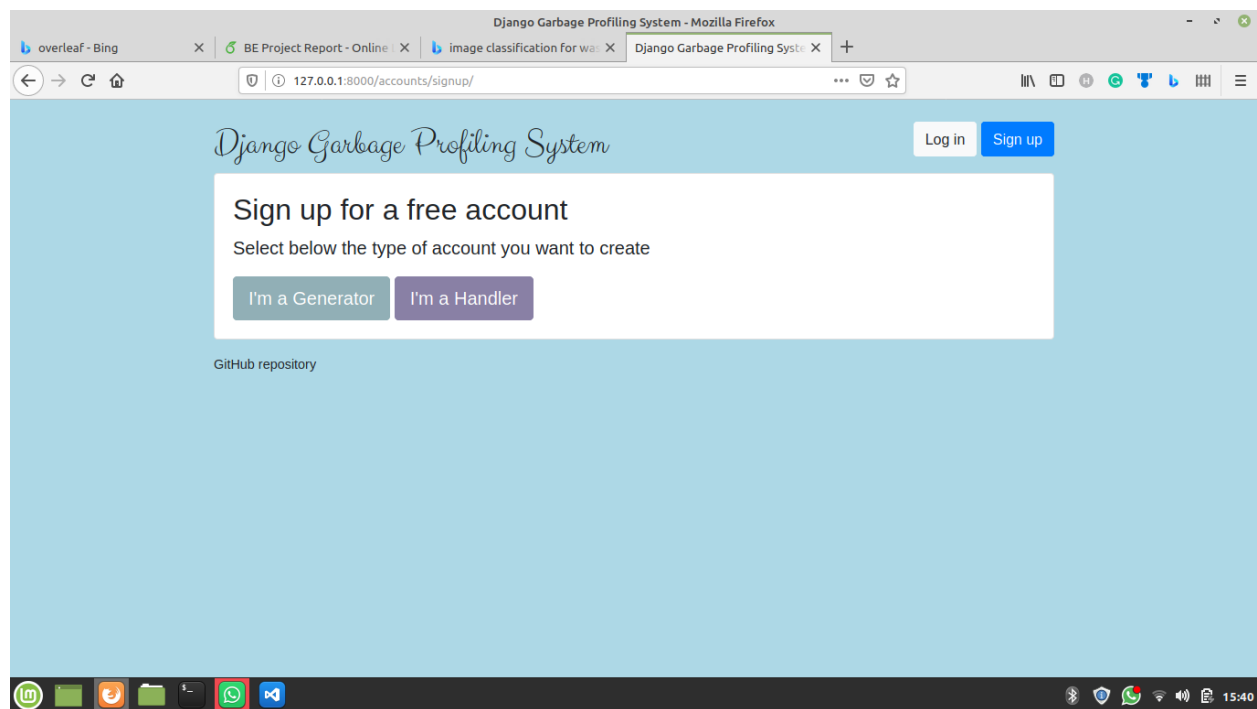 Django Garbage Profiling System - Mozilla Firefox
overleaf - Bing
BE Project Report - Online
image classification for was
Django Garbage Profiling Syste
127.0.0.1:8000/accounts/signup/
Django Garbage Profiling System
Log in
Sign up
Sign up for a free account
Select below the type of account you want to create
I'm a Generator
I'm a Handler
GitHub repository
15:40